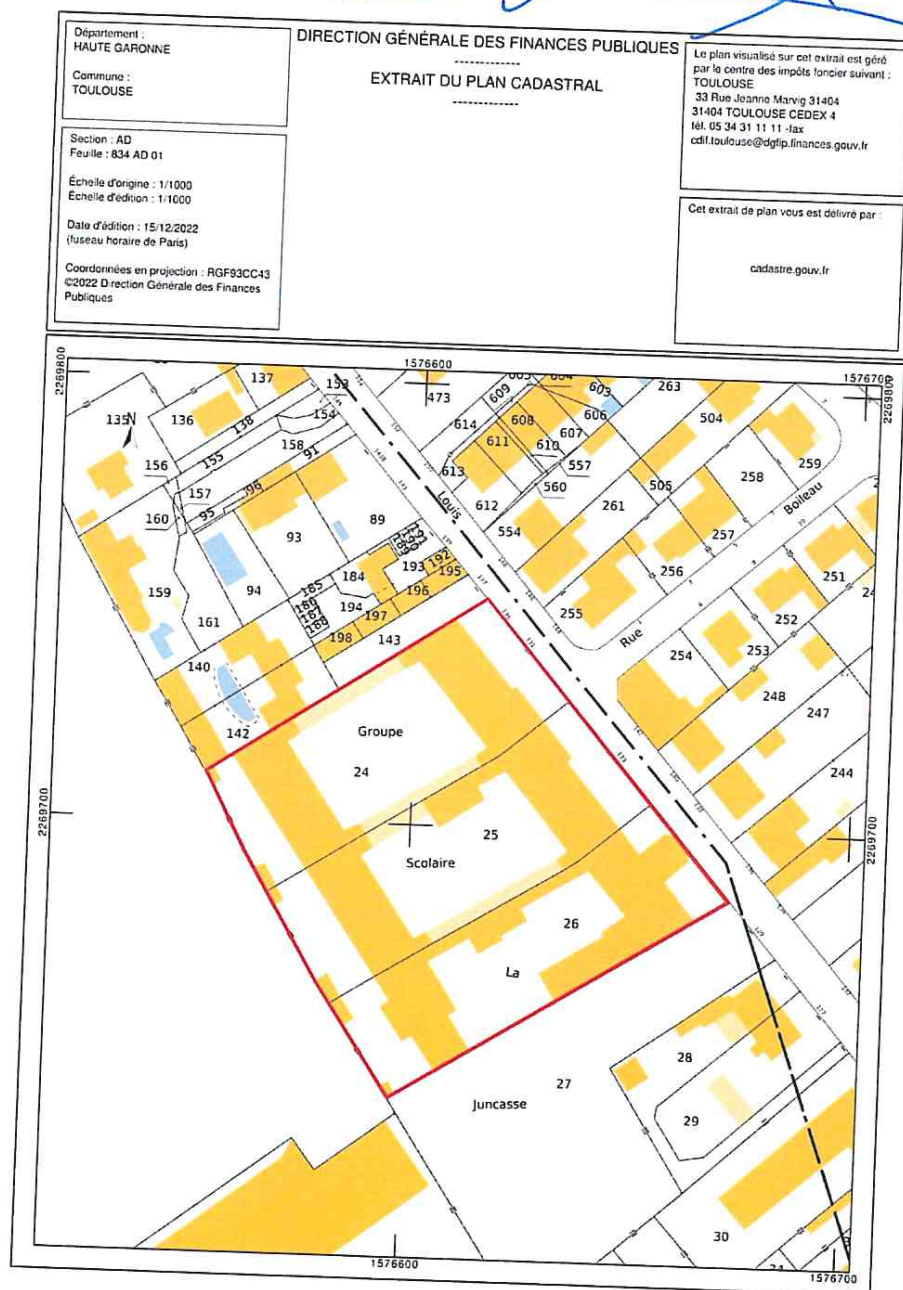 Département :
HAUTE GARONNE
Commune :
TOULOUSE
Section : AD
Feuille : 834 AD 01
Échelle d'origine : 1/1000
Échelle d'édition : 1/1000
Date d'édition : 15/12/2022
(fuseau horaire de Paris)
Coordonnées en projection : RGF93CC43
©2022 Direction Générale des Finances
Publiques
DIRECTION GÉNÉRALE DES FINANCES PUBLIQUES
-------------
EXTRAIT DU PLAN CADASTRAL
-------------
Le plan visualisé sur cet extrait est géré
par le centre des impôts foncier suivant :
TOULOUSE
33 Rue Jeanne Marvig 31404
31404 TOULOUSE CEDEX 4
tél. 05 34 31 11 11 -fax
cdif.toulouse@dgfip.finances.gouv.fr
Cet extrait de plan vous est délivré par :
cadastre.gouv.fr
2269800
1576600
1576700
2269800
137
153
473
609
603
263
135
N
136
138
154
614
608
606
504
155
158
91
611
607
610
156
613
557
259
157
96
560
505
258
160
95
Louis
612
261
Boileau
93
89
554
257
191
190
189
256
251
159
94
185
184
193
192
195
255
252
161
194
196
Rue
253
198
197
143
254
140
248
142
247
Groupe
24
244
2269700
25
2269700
Scolaire
26
La
27
28
Juncasse
29
30
1576600
1576700